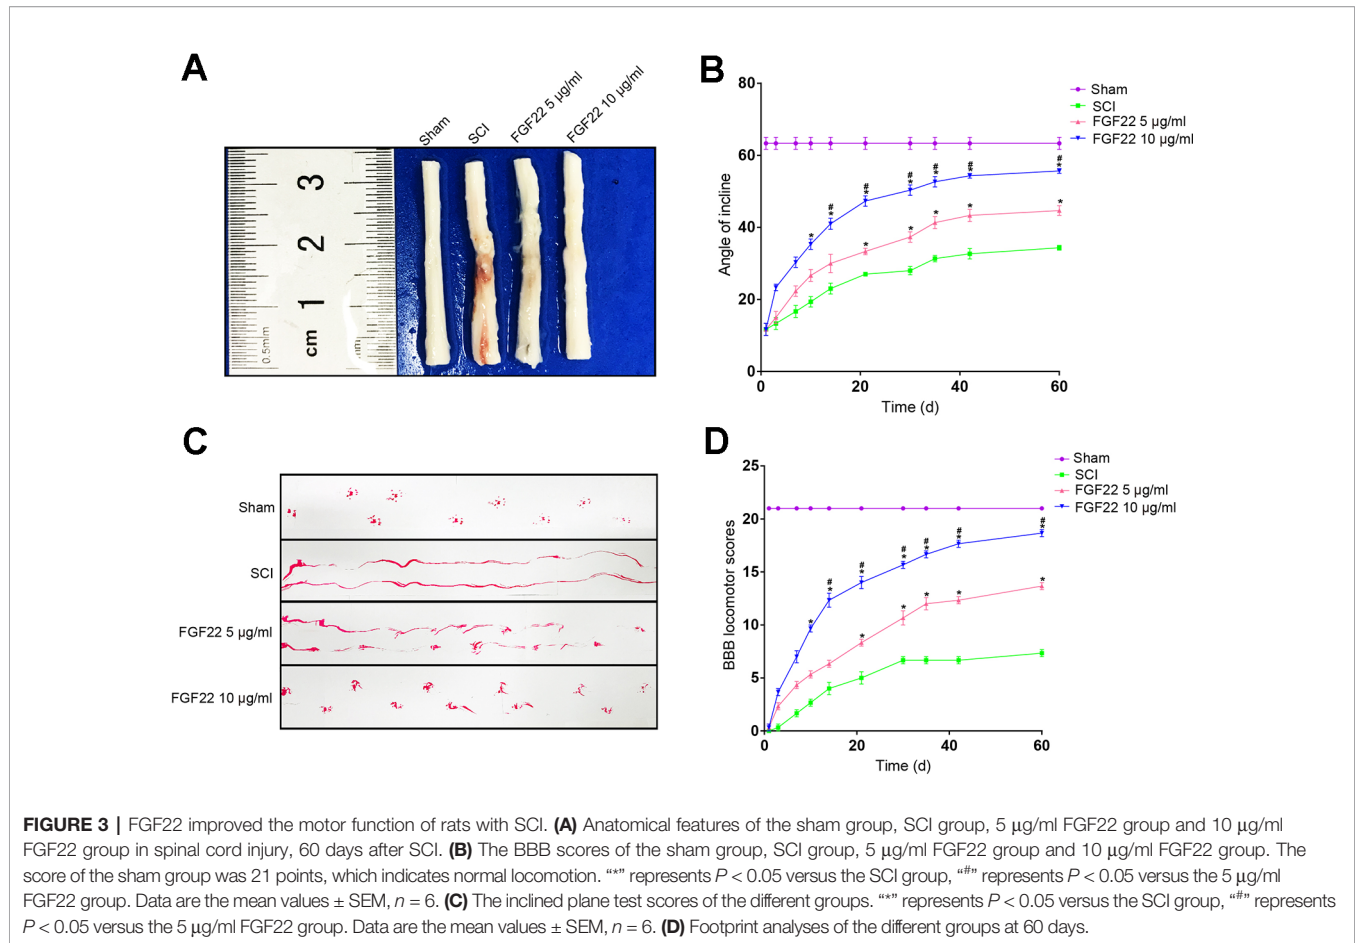 A
Sham
SCI
FGF22 5 µg/ml
FGF22 10 µg/ml
3
2
1
cm
0.5mm
B
80
60
40
20
0
0
20
40
60
Angle of incline
Time (d)
Sham
SCI
FGF22 5 µg/ml
FGF22 10 µg/ml
C
Sham
SCI
FGF22 5 µg/ml
FGF22 10 µg/ml
D
25
20
15
10
5
0
0
20
40
60
BBB locomotor scores
Time (d)
Sham
SCI
FGF22 5 µg/ml
FGF22 10 µg/ml
FIGURE 3 | FGF22 improved the motor function of rats with SCI. (A) Anatomical features of the sham group, SCI group, 5 μg/ml FGF22 group and 10 μg/ml
FGF22 group in spinal cord injury, 60 days after SCI. (B) The BBB scores of the sham group, SCI group, 5 μg/ml FGF22 group and 10 μg/ml FGF22 group. The
score of the sham group was 21 points, which indicates normal locomotion. “*” represents P < 0.05 versus the SCI group, “#” represents P < 0.05 versus the 5 μg/ml
FGF22 group. Data are the mean values ± SEM, n = 6. (C) The inclined plane test scores of the different groups. “*” represents P < 0.05 versus the SCI group, “#” represents
P < 0.05 versus the 5 μg/ml FGF22 group. Data are the mean values ± SEM, n = 6. (D) Footprint analyses of the different groups at 60 days.